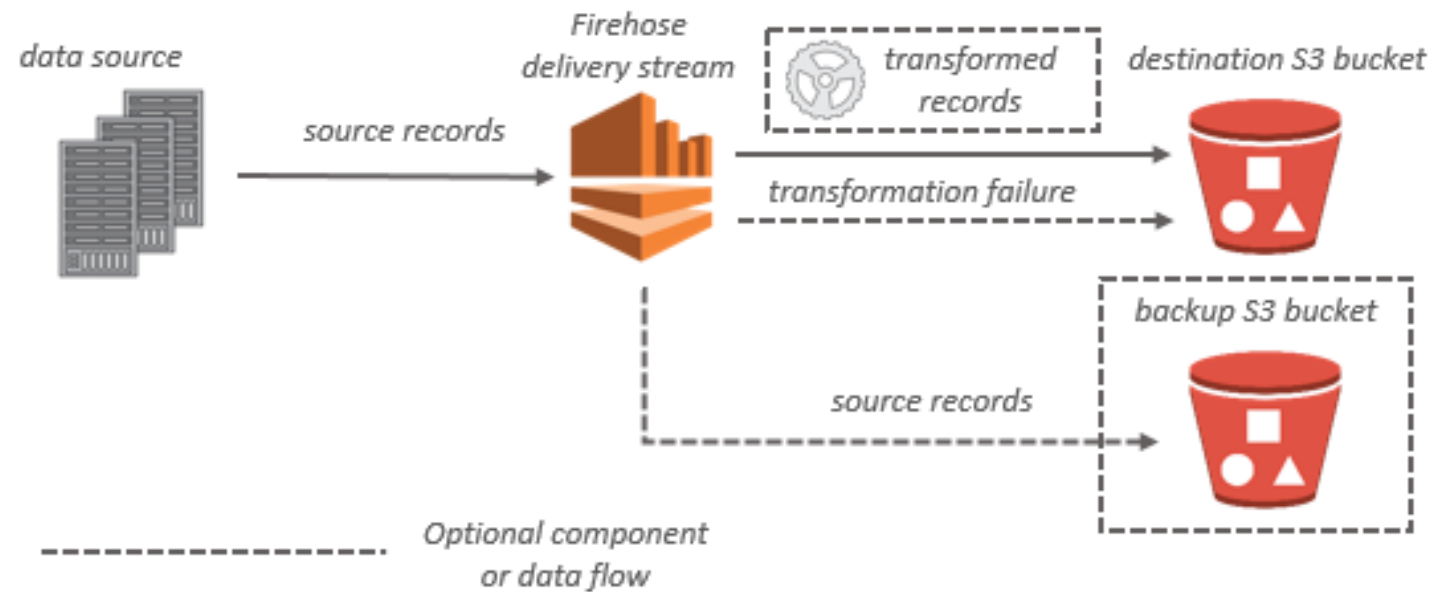 data source
Firehose
delivery stream
source records
transformed
records
transformation failure
destination S3 bucket
backup S3 bucket
source records
Optional component
or data flow